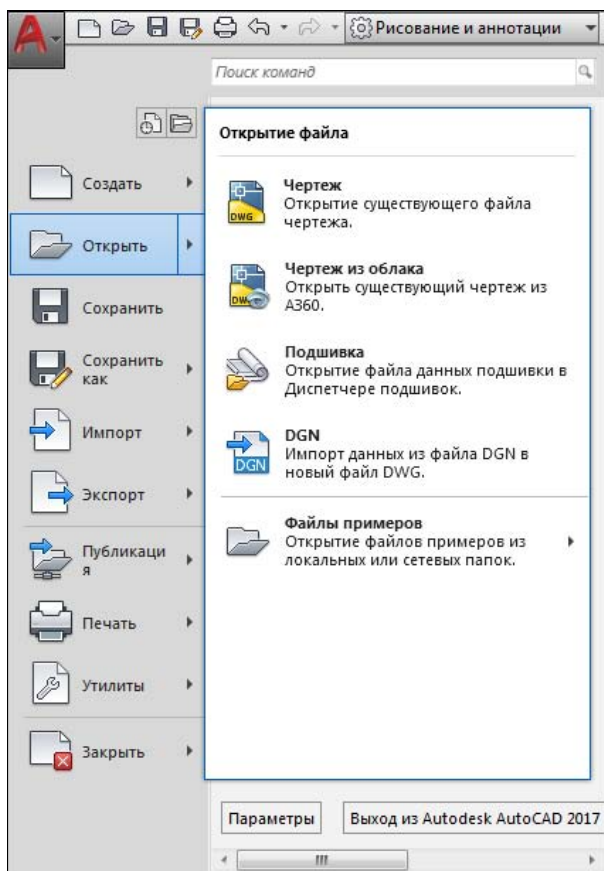 A
Рисование и аннотации
Поиск команд
Создать
Открыть
Сохранить
Сохранить
как
Импорт
Экспорт
Публикаци
я
Печать
Утилиты
Закрыть
Открытие файла
Чертеж
Открытие существующего файла
чертежа.
DWG
Чертеж из облака
Открыть существующий чертеж из
A360.
DW
Подшивка
Открытие файла данных подшивки в
Диспетчере подшивок.
DGN
Импорт данных из файла DGN в
новый файл DWG.
DGN
Файлы примеров
Открытие файлов примеров из
локальных или сетевых папок.
Параметры
Выход из Autodesk AutoCAD 2017